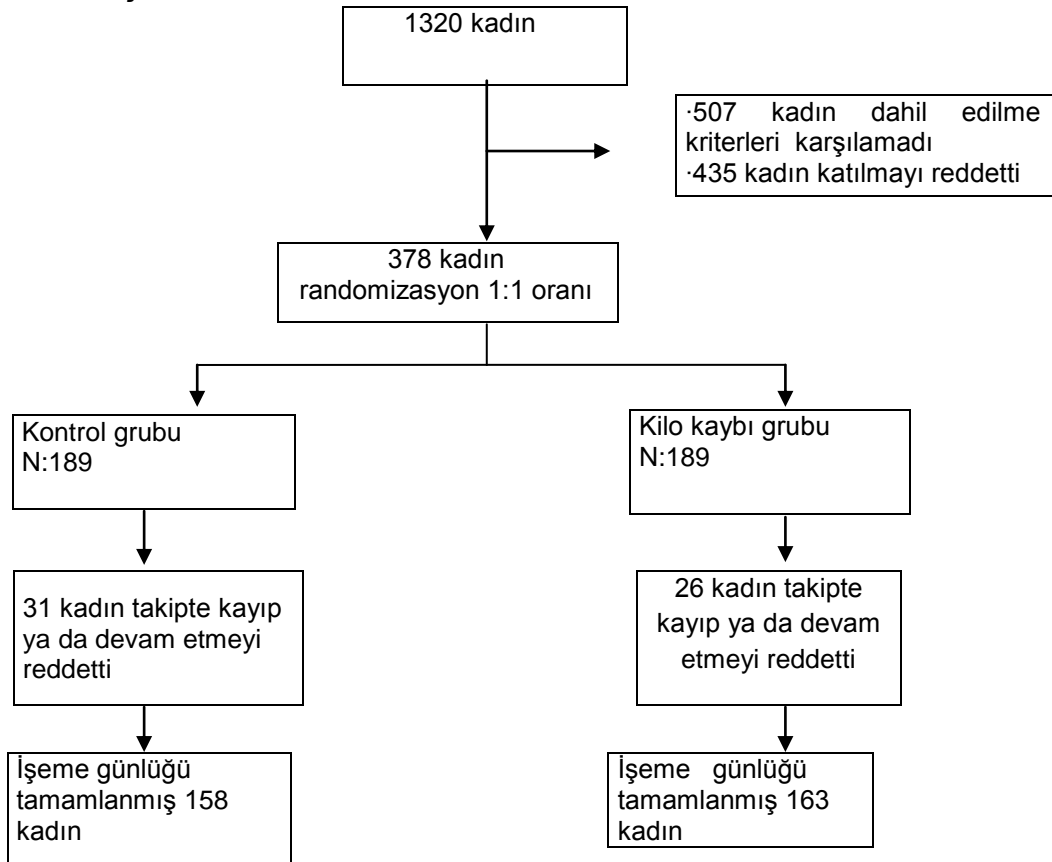 1320 kadın
·507 kadın dahil edilme
kriterleri karşılamadı
·435 kadın katılmayı reddetti
378 kadın
randomizasyon 1:1 oranı
Kontrol grubu
N:189
Kilo kaybı grubu
N:189
31 kadın takipte kayıp
ya da devam etmeyi
reddetti
26 kadın takipte
kayıp ya da devam
etmeyi reddetti
İşeme günlüğü
tamamlanmış 158
kadın
İşeme günlüğü
tamamlanmış 163
kadın